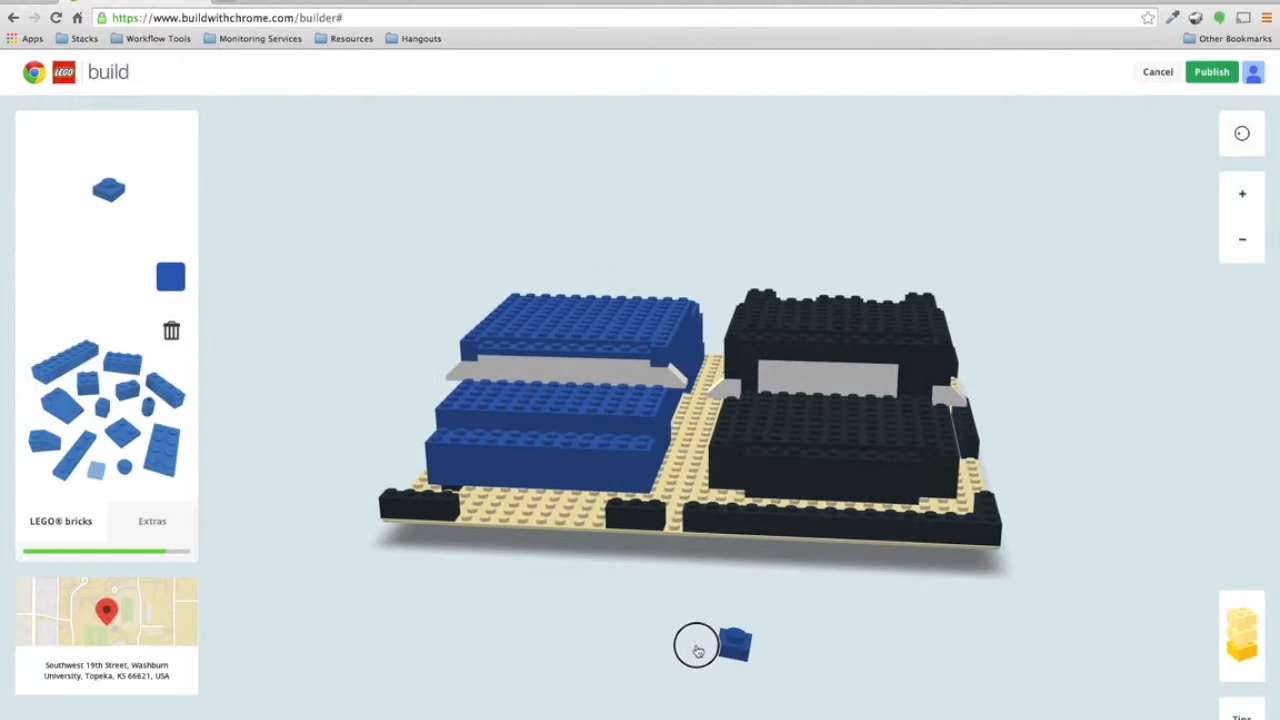 https://www.buildwithchrome.com/builder#
Apps Stacks Workflow Tools Monitoring Services Resources Hangouts Other Bookmarks
LEGO build Cancel Publish
+
−
LEGO® bricks Extras
Southwest 19th Street, Washburn
University, Topeka, KS 66621, USA